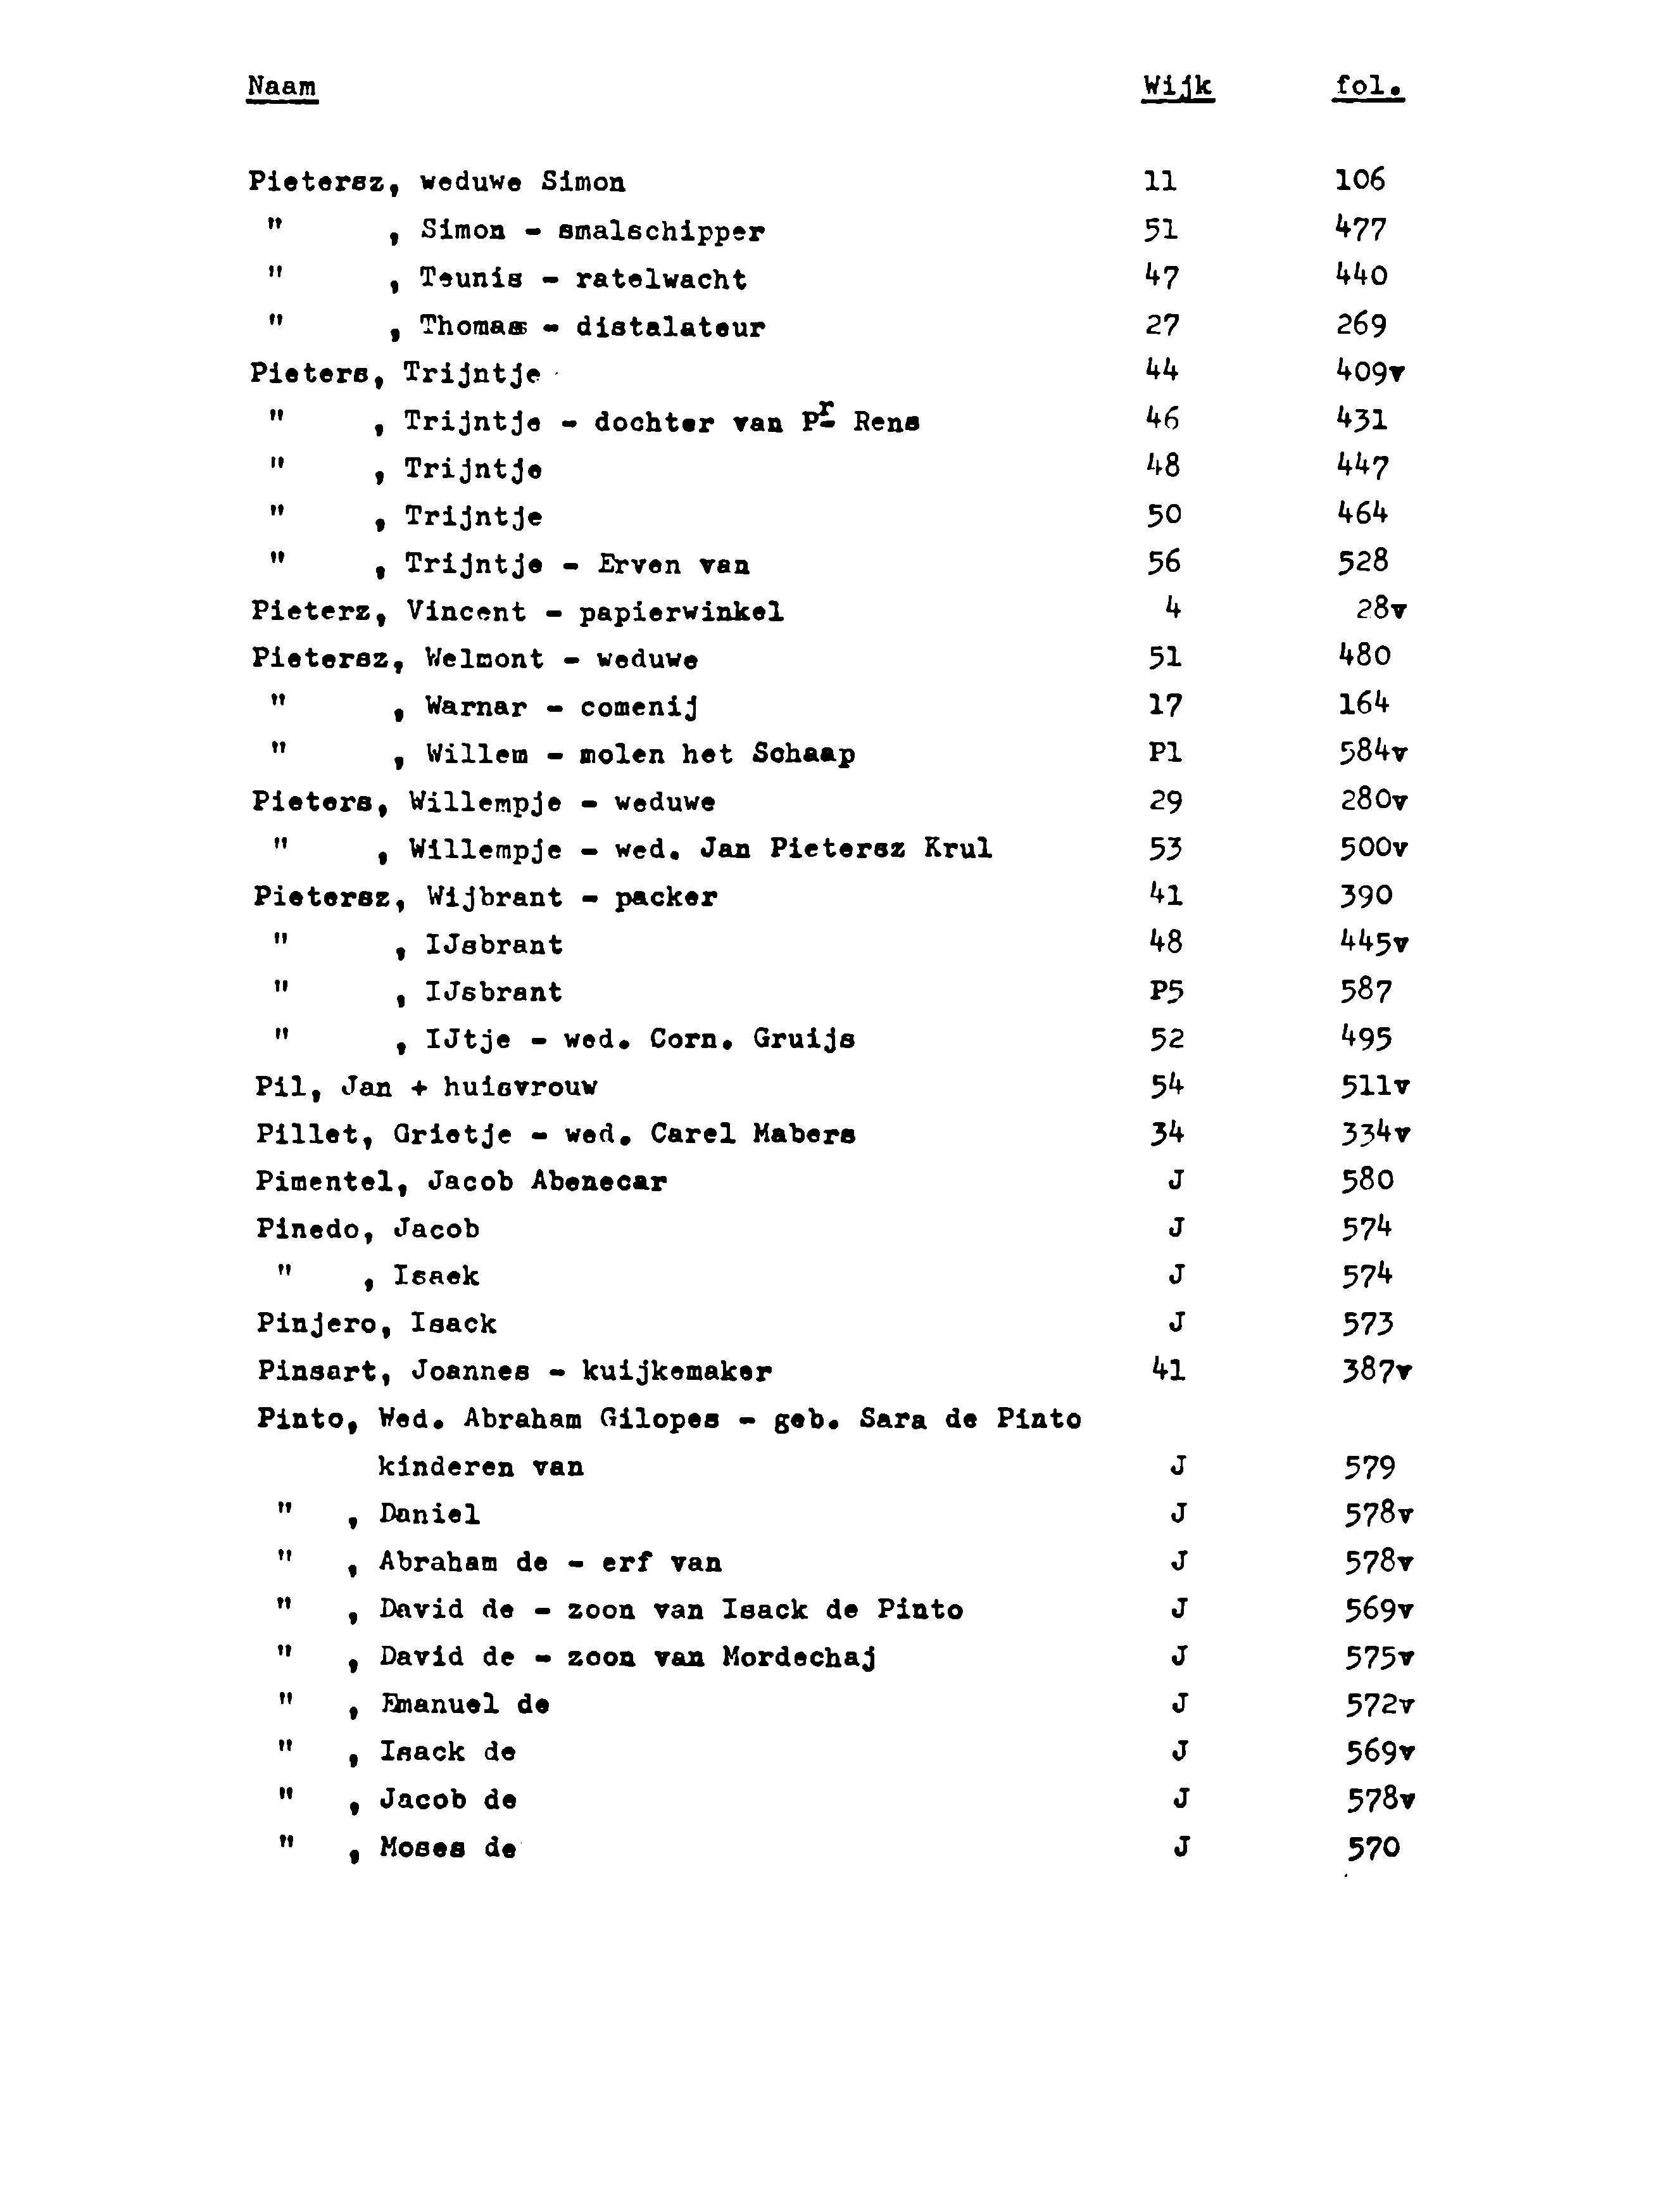 Naam Wijk fol.
Pietersz, weduwe Simon 11 106
" , Simon - smalschipper 51 477
" , Teunis - ratelwacht 47 440
" , Thomas - distalateur 27 269
Pieters, Trijntje 44 409v
" , Trijntje - dochter van Pr Rens 46 431
" , Trijntje 48 447
" , Trijntje 50 464
" , Trijntje - Erven van 56 528
Pieterz, Vincent - papierwinkel 4 28v
Pietersz, Welmont - weduwe 51 480
" , Warnar - comenij 17 164
" , Willem - molen het Schaap P1 584v
Pieters, Willempje - weduwe 29 280v
" , Willempje - wed. Jan Pietersz Krul 53 500v
Pietersz, Wijbrant - packer 41 390
" , IJsbrant 48 445v
" , IJsbrant P5 587
" , IJtje - wed. Corn. Gruijs 52 495
Pil, Jan + huisvrouw 54 511v
Pillet, Grietje - wed. Carel Mabers 34 334v
Pimentel, Jacob Abenecar J 580
Pinedo, Jacob J 574
" , Isaek J 574
Pinjero, Isack J 573
Pinsart, Joannes - kuijkemaker 41 387v
Pinto, Wed. Abraham Gilopes - geb. Sara de Pinto
kinderen van J 579
" , Daniel J 578v
" , Abraham de - erf van J 578v
" , David de - zoon van Isack de Pinto J 569v
" , David de - zoon van Mordechaj J 575v
" , Emanuel de J 572v
" , Isack de J 569v
" , Jacob de J 578v
" , Moses de J 570